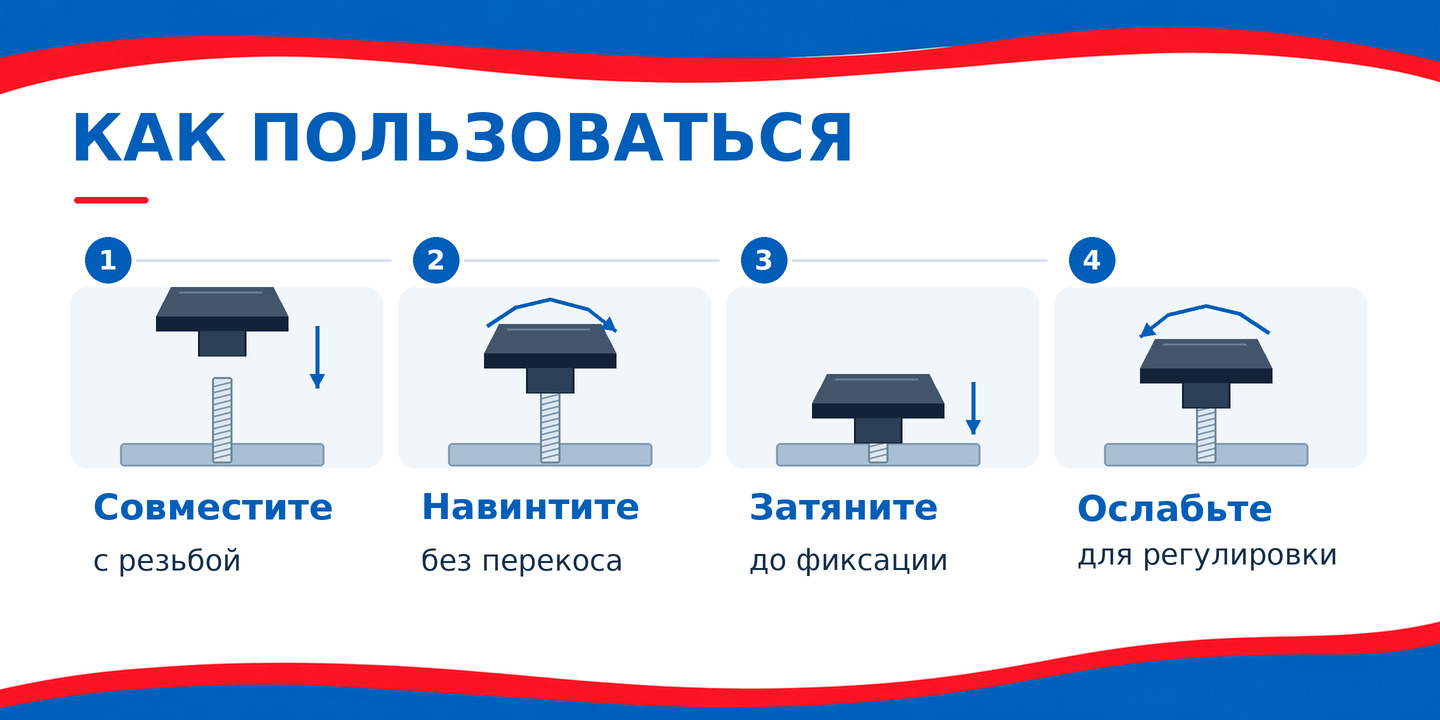 КАК ПОЛЬЗОВАТЬСЯ
1
2
3
4
Совместите
с резьбой
Навинтите
без перекоса
Затяните
до фиксации
Ослабьте
для регулировки